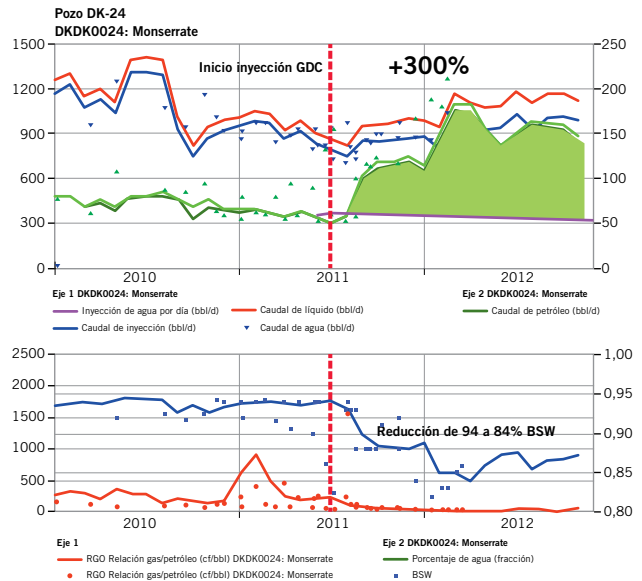 Pozo DK-24
DKDK0024: Monserrate
1500
1200
900
600
300
0
250
200
150
100
50
0
Inicio inyección GDC
+300%
2010
2011
2012
Eje 1 DKDK0024: Monserrate
Eje 2 DKDK0024: Monserrate
Inyección de agua por día (bbl/d)
Caudal de líquido (bbl/d)
Caudal de petróleo (bbl/d)
Caudal de inyección (bbl/d)
Caudal de agua (bbl/d)
2500
2000
1500
1000
500
0
1,00
0,95
0,90
0,85
0,80
Reducción de 94 a 84% BSW
2010
2011
2012
Eje 1
Eje 2 DKDK0024: Monserrate
RGO Relación gas/petróleo (cf/bbl) DKDK0024: Monserrate
Porcentaje de agua (fracción)
RGO Relación gas/petróleo (cf/bbl) DKDK0024: Monserrate
BSW